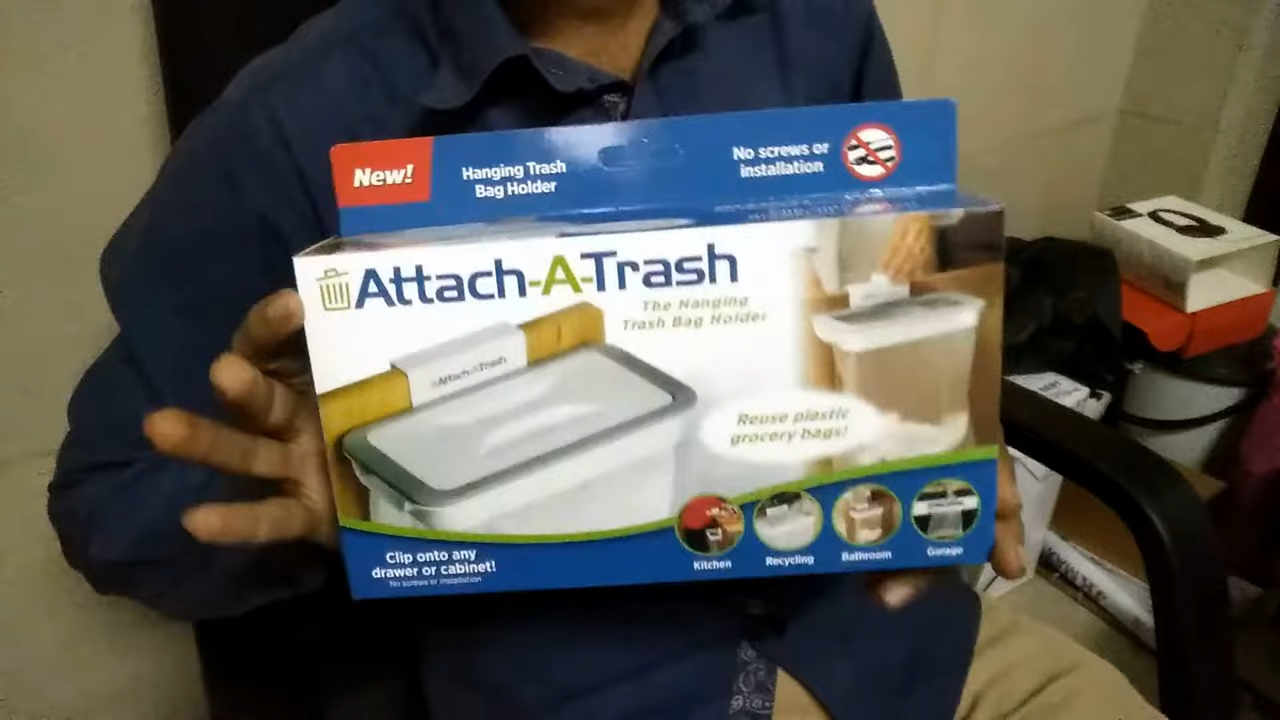 New!
Hanging Trash
Bag Holder
No screws or
installation
Attach-A-Trash
The Hanging
Trash Bag Holder
Attach-A-Trash
Reuse plastic
grocery bags!
Clip onto any
drawer or cabinet!
No screws or installation
Kitchen
Recycling
Bathroom
Garage